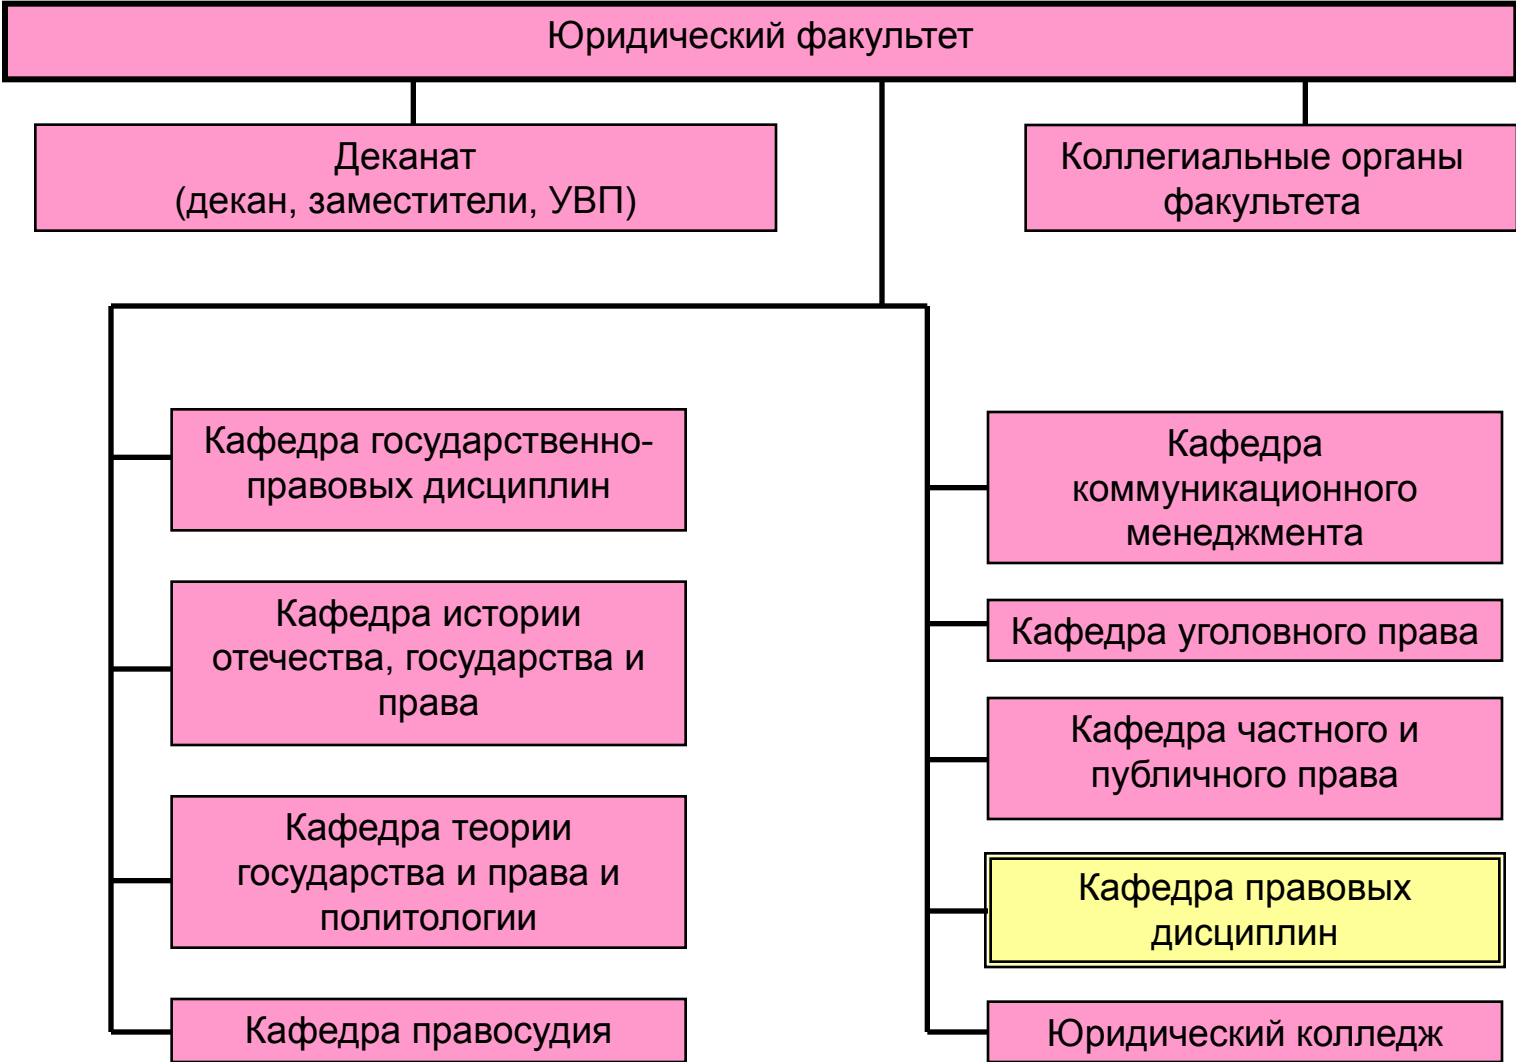 Юридический факультет
Деканат
(декан, заместители, УВП)
Коллегиальные органы
факультета
Кафедра государственно-
правовых дисциплин
Кафедра истории
отечества, государства и
права
Кафедра теории
государства и права и
политологии
Кафедра правосудия
Кафедра
коммуникационного
менеджмента
Кафедра уголовного права
Кафедра частного и
публичного права
Кафедра правовых
дисциплин
Юридический колледж